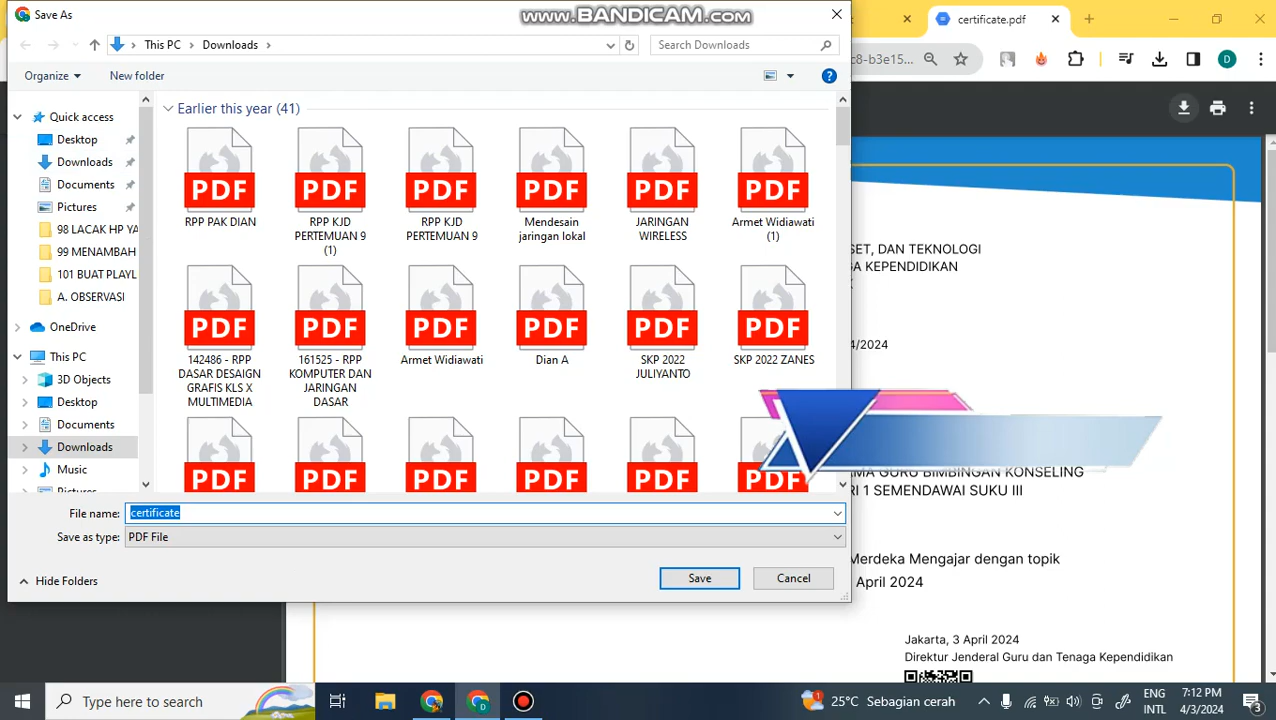 Save As
www.BANDICAM.com
certificate.pdf
This PC
Downloads
Search Downloads
c8-b3e15...
D
Organize
New folder
Quick access
Desktop
Downloads
Documents
Pictures
98 LACAK HP YA
99 MENAMBAH
101 BUAT PLAYL
A. OBSERVASI
OneDrive
This PC
3D Objects
Desktop
Documents
Downloads
Music
Pictures
Earlier this year (41)
PDF PDF PDF PDF PDF PDF
RPP PAK DIAN
RPP KJD
PERTEMUAN 9
(1)
RPP KJD
PERTEMUAN 9
Mendesain
jaringan lokal
JARINGAN
WIRELESS
Armet Widiawati
(1)
PDF PDF PDF PDF PDF PDF
142486 - RPP
DASAR DESAIGN
GRAFIS KLS X
MULTIMEDIA
161525 - RPP
KOMPUTER DAN
JARINGAN
DASAR
Armet Widiawati
Dian A
SKP 2022
JULIYANTO
SKP 2022 ZANES
PDF PDF PDF PDF PDF PDF
File name:
certificate
Save as type:
PDF File
Hide Folders
Save
Cancel
SET, DAN TEKNOLOGI
GA KEPENDIDIKAN
4/2024
AMA GURU BIMBINGAN KONSELING
RI 1 SEMENDAWAI SUKU III
Merdeka Mengajar dengan topik
April 2024
Jakarta, 3 April 2024
Direktur Jenderal Guru dan Tenaga Kependidikan
Type here to search
D
1
25°C
Sebagian cerah
ENG
INTL
7:12 PM
4/3/2024
3